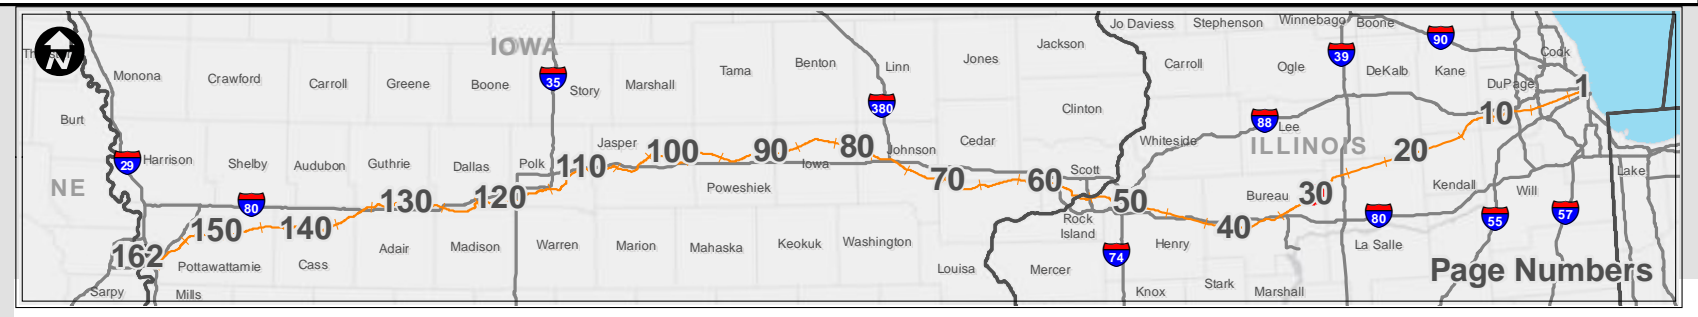 Jo Daviess Stephenson Winnebago Boone
IOWA
Jackson
90
Cook
39
Monona Crawford Carroll Greene Boone 35 Story Marshall Tama Benton Linn Jones Carroll Ogle DeKalb Kane
DuPage 1
380 Clinton
Burt 88 Lee 10
N
Whiteside
ILLINOIS 20
29 Harrison Shelby Audubon Guthrie Dallas Polk 110 Jasper 100 90 Iowa 80 Johnson Cedar Scott
NE 80 130 120 Poweshiek 70 60 50 Bureau 30 Kendall Will Lake
162 150 140 Adair Madison Warren Marion Mahaska Keokuk Washington Rock
Island
40 80 55 57
Pottawattamie Cass Louisa Mercer 74 Henry La Salle
Page Numbers
Sarpy Mills Knox Stark Marshall